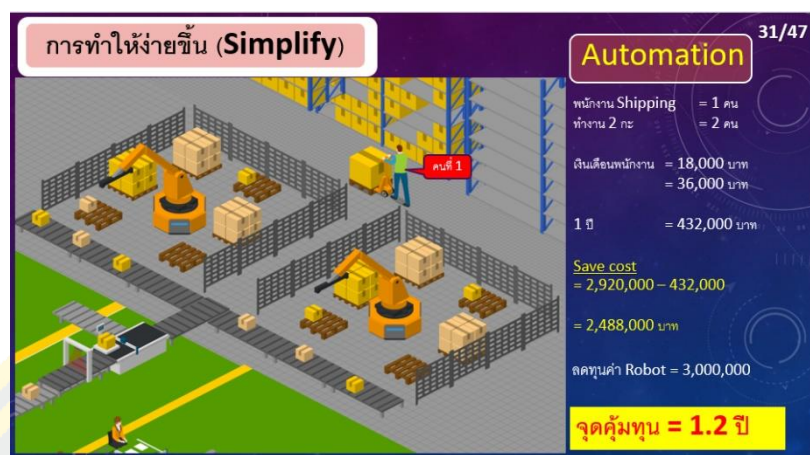 การทำให้ง่ายขึ้น (Simplify)
31/47
Automation
พนักงาน Shipping = 1 คน
ทำงาน 2 กะ = 2 คน
คนที่ 1
เงินเดือนพนักงาน = 18,000 บาท
= 36,000 บาท
1 ปี = 432,000 บาท
Save cost
= 2,920,000 – 432,000
= 2,488,000 บาท
ลดทุนค่า Robot = 3,000,000
จุดคุ้มทุน = 1.2 ปี